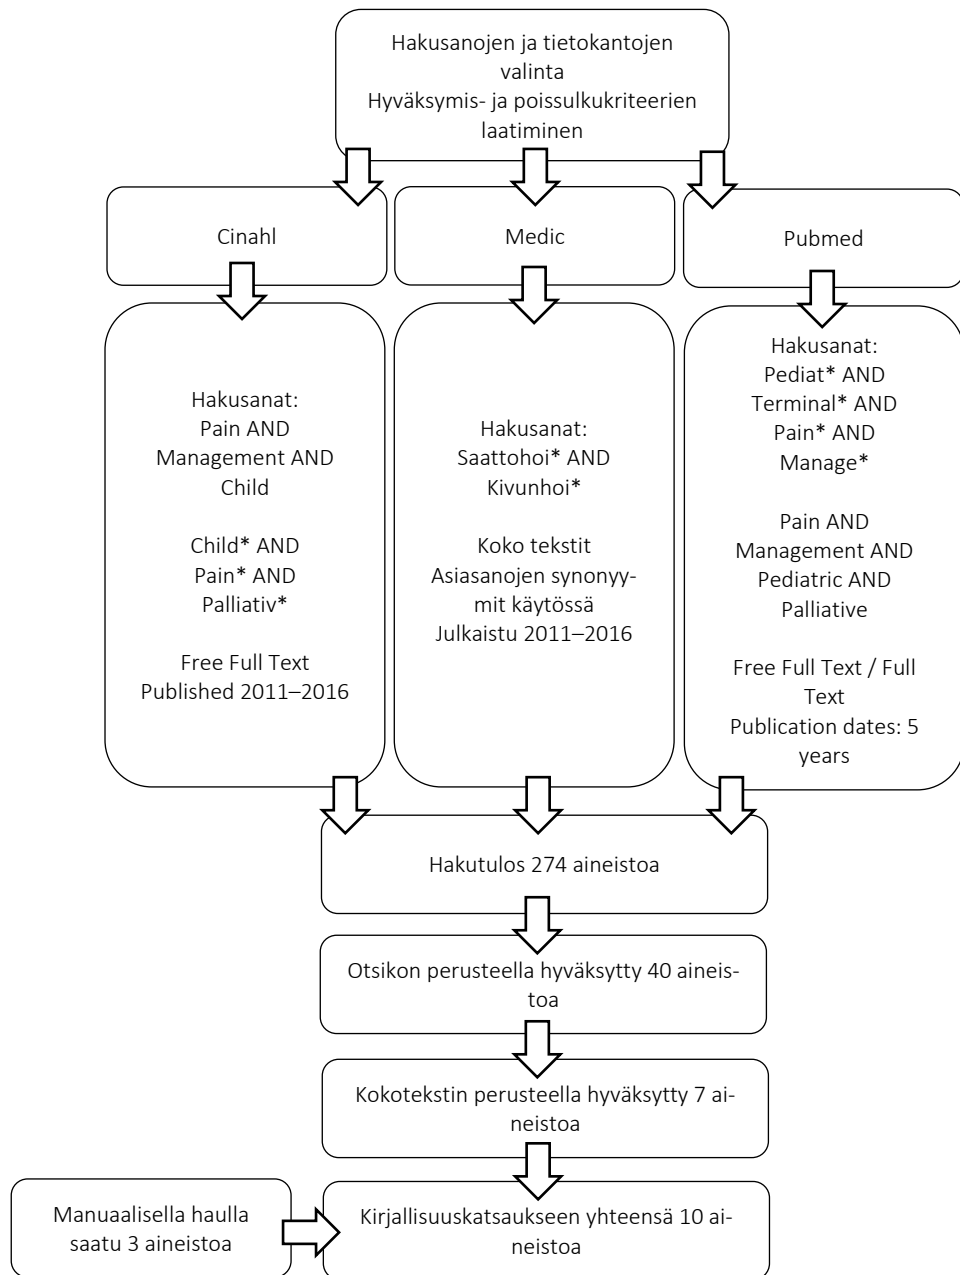 Hakusanojen ja tietokantojen
valinta
Hyväksymis- ja poissulkukriteerien
laatiminen
Cinahl
Medic
Pubmed
Hakusanat:
Pain AND
Management AND
Child
Child* AND
Pain* AND
Palliativ*
Free Full Text
Published 2011–2016
Hakusanat:
Saattohoi* AND
Kivunhoi*
Koko tekstit
Asiasanojen synonyy-
mit käytössä
Julkaistu 2011–2016
Hakusanat:
Pediat* AND
Terminal* AND
Pain* AND
Manage*
Pain AND
Management AND
Pediatric AND
Palliative
Free Full Text / Full
Text
Publication dates: 5
years
Hakutulos 274 aineistoa
Otsikon perusteella hyväksytty 40 aineis-
toa
Kokotekstin perusteella hyväksytty 7 ai-
neistoa
Manuaalisella haulla
saatu 3 aineistoa
Kirjallisuuskatsaukseen yhteensä 10 ai-
neistoa